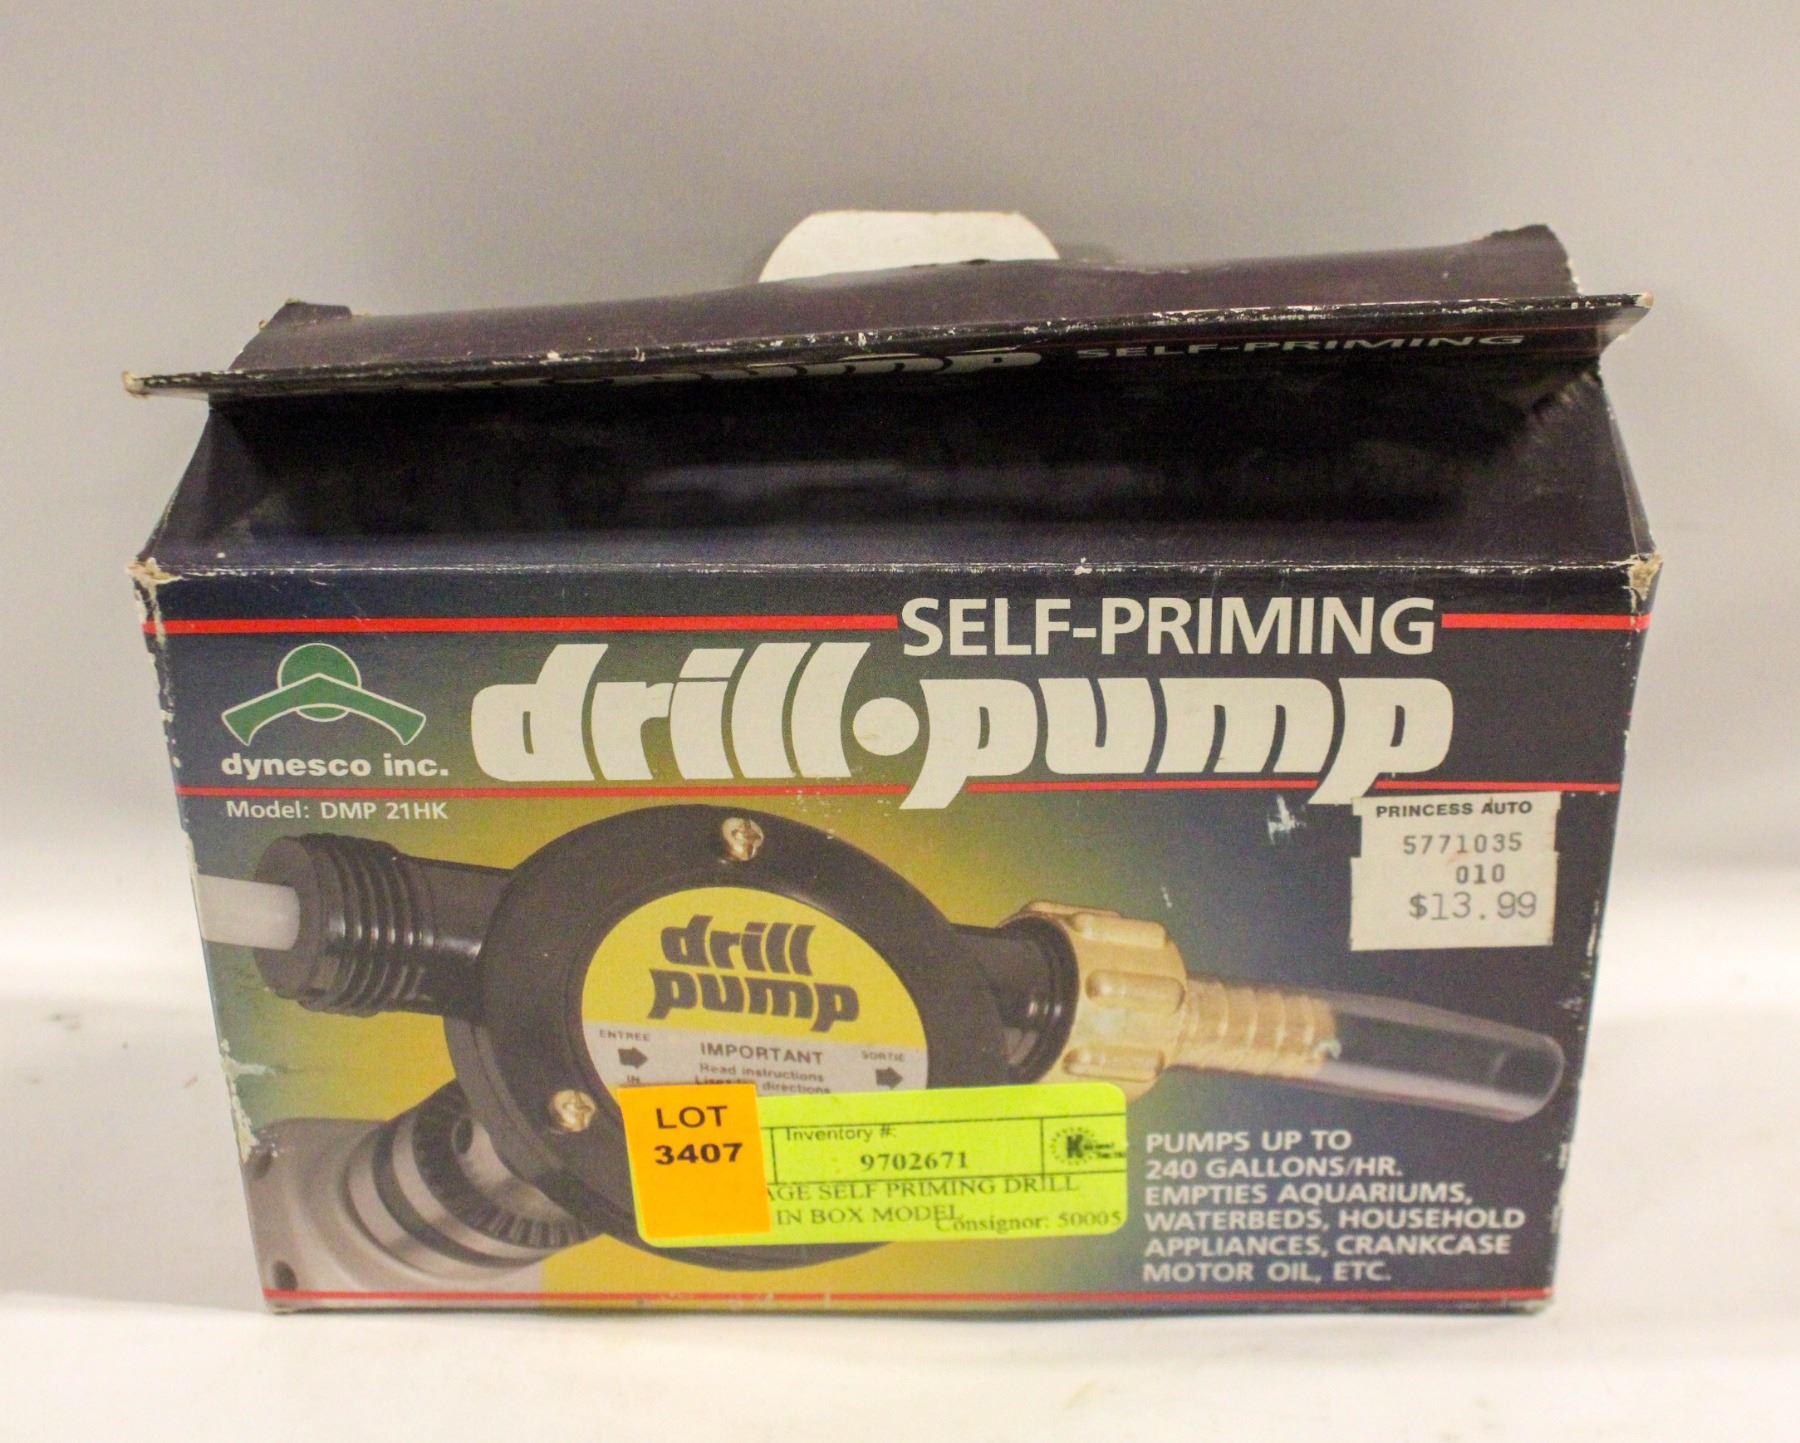 SELF-PRIMING
SELF-PRIMING
drill·pump
dynesco inc.
Model: DMP 21HK
PRINCESS AUTO
5771035
010
$13.99
drill
pump
ENTREE
SORTIE
IMPORTANT
IN
Read instructions
directions
LOT
3407
Inventory #:
9702671
SELF PRIMING DRILL
IN BOX MODEL
Consignor: 50005
PUMPS UP TO
240 GALLONS/HR.
EMPTIES AQUARIUMS,
WATERBEDS, HOUSEHOLD
APPLIANCES, CRANKCASE
MOTOR OIL, ETC.